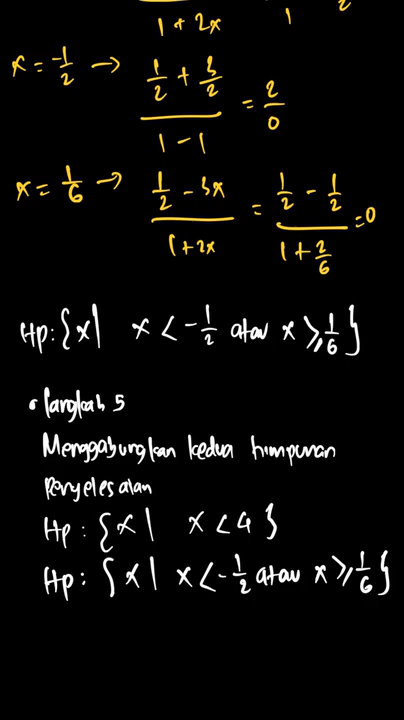 1 + 2x 1 2
x = -1/2 → (1/2 + 3/2)/(1 - 1) = 2/0
x = 1/6 → (1/2 - 3x)/(1 + 2x) = (1/2 - 1/2)/(1 + 2/6) = 0
Hp: {x| x < -1/2 atau x ≥ 1/6}
• langkah 5
Menggabungkan kedua himpunan
penyelesaian
Hp: {x| x < 4}
Hp: {x| x < -1/2 atau x ≥ 1/6}